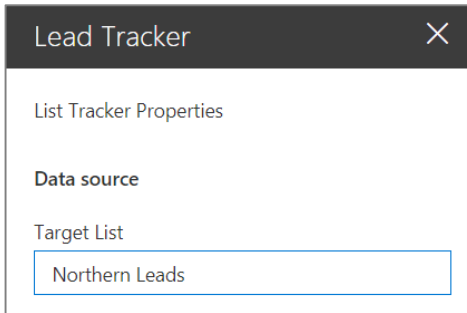 Lead Tracker
List Tracker Properties
Data source
Target List
Northern Leads